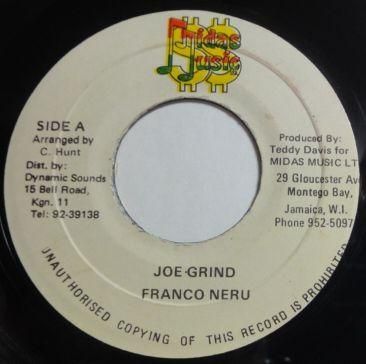 Midas
Music
SIDE A
Arranged by
C. Hunt
Dist. by:
Dynamic Sounds
15 Bell Road,
Kgn. 11
Tel: 92-39138
Produced By:
Teddy Davis for
MIDAS MUSIC LT
29 Gloucester Av
Montego Bay,
Jamaica, W.I.
Phone 952-5097
JOE-GRIND
FRANCO NERU
UNAUTHORISED COPYING OF THIS RECORD IS PROHIBITED